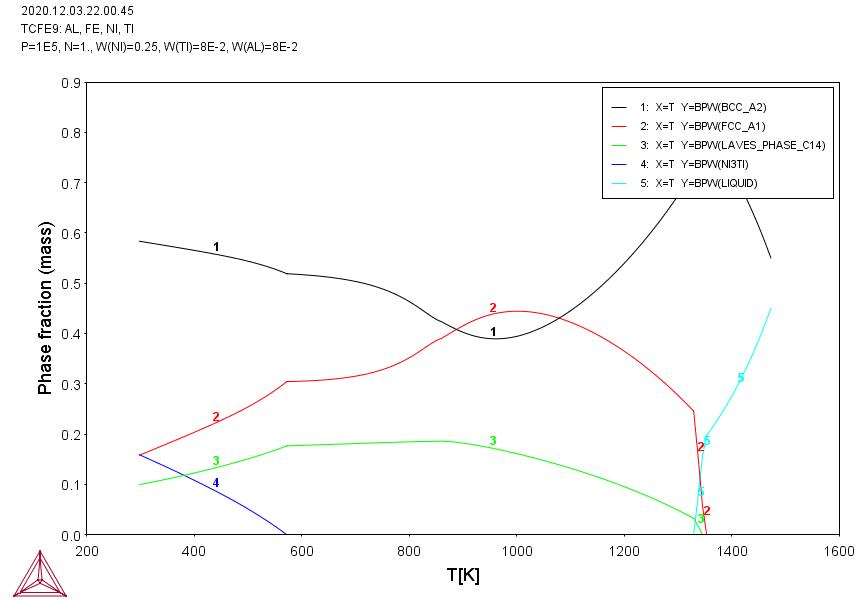 2020.12.03.22.00.45
TCFE9: AL, FE, NI, TI
P=1E5, N=1., W(NI)=0.25, W(TI)=8E-2, W(AL)=8E-2
0.9
0.8
0.7
0.6
0.5
0.4
0.3
0.2
0.1
0.0
Phase fraction (mass)
1: X=T Y=BPW(BCC_A2)
2: X=T Y=BPW(FCC_A1)
3: X=T Y=BPW(LAVES_PHASE_C14)
4: X=T Y=BPW(NI3TI)
5: X=T Y=BPW(LIQUID)
1
2
1
5
2
3
4
3
5
2
5
2
3
200 400 600 800 1000 1200 1400 1600
T[K]